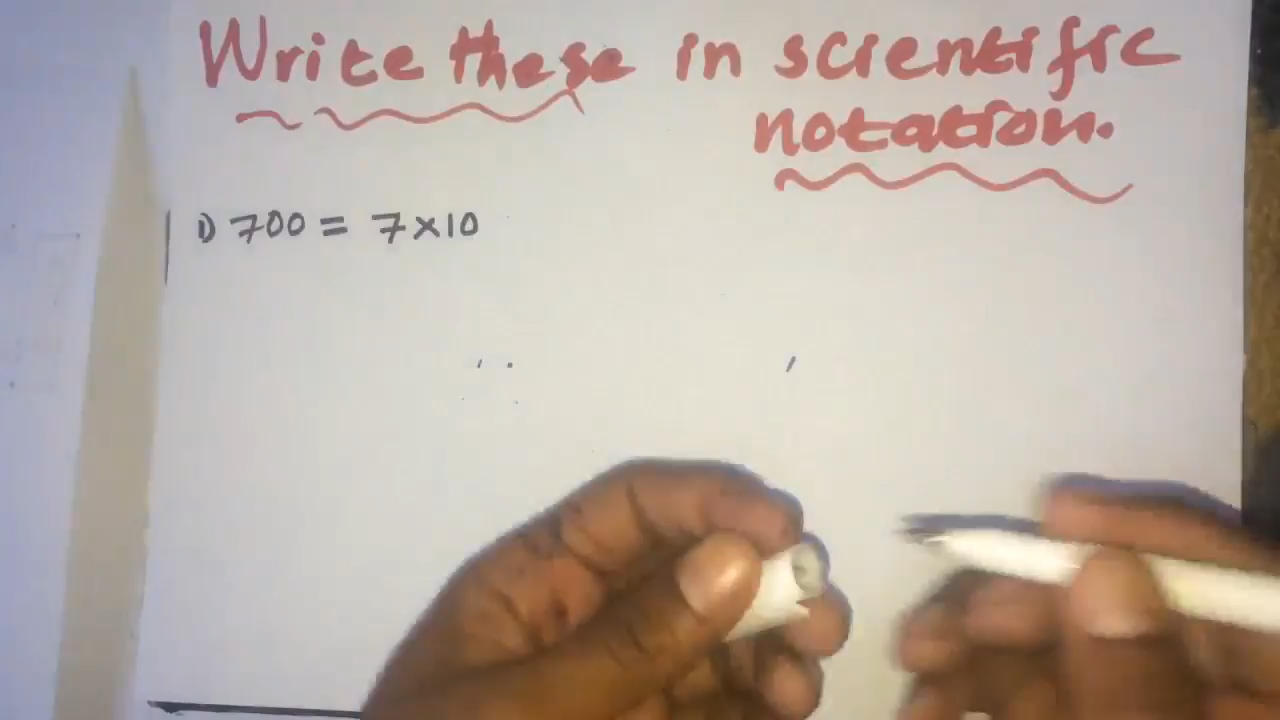 Write these in scientific
notation.
1) 700 = 7×10